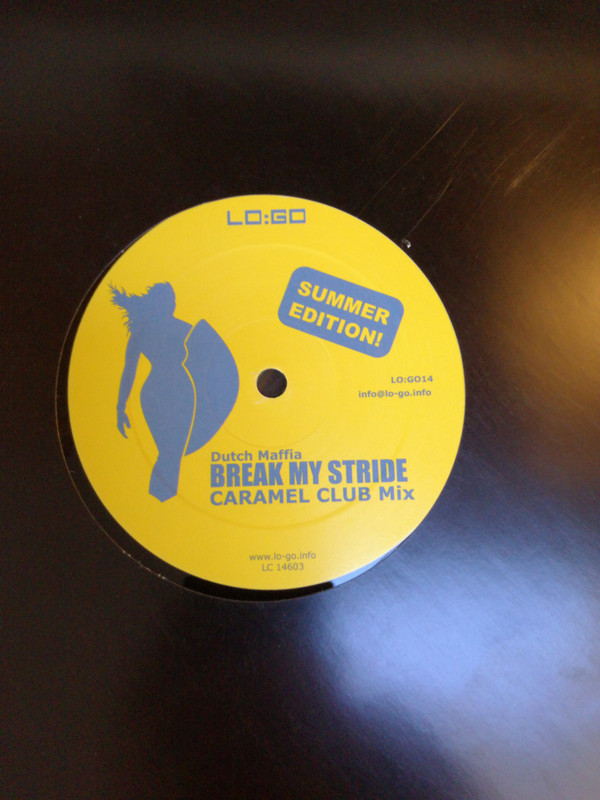 LO:GO
SUMMER
EDITION!
LO:GO14
info@lo-go.info
Dutch Maffia
BREAK MY STRIDE
CARAMEL CLUB Mix
www.lo-go.info
LC 14603